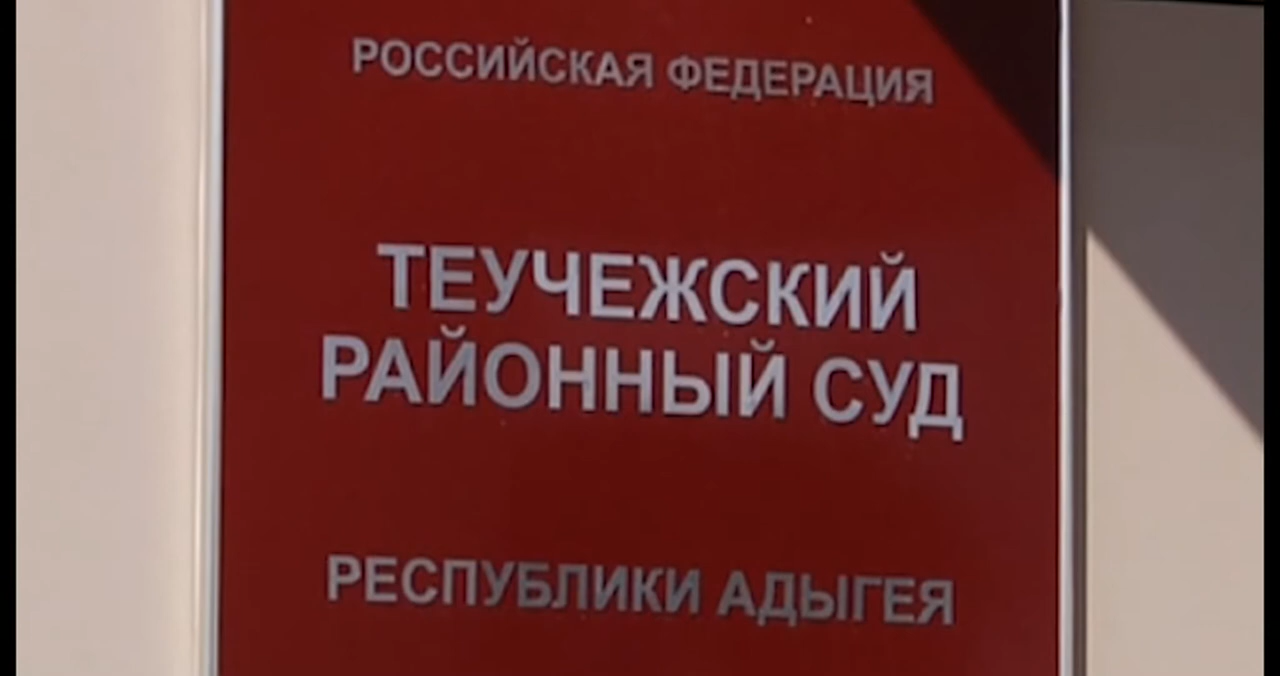 РОССИЙСКАЯ ФЕДЕРАЦИЯ
ТЕУЧЕЖСКИЙ
РАЙОННЫЙ СУД
РЕСПУБЛИКИ АДЫГЕЯ